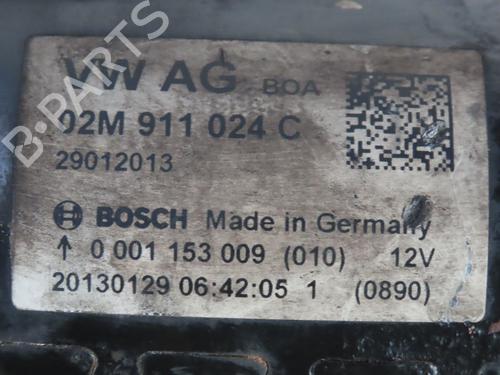 VW AG BOA
02M 911 024 C
29012013
BOSCH Made in Germany
↑ 0 001 153 009 (010) 12V
20130129 06:42:05 1 (0890)
B-PARTS